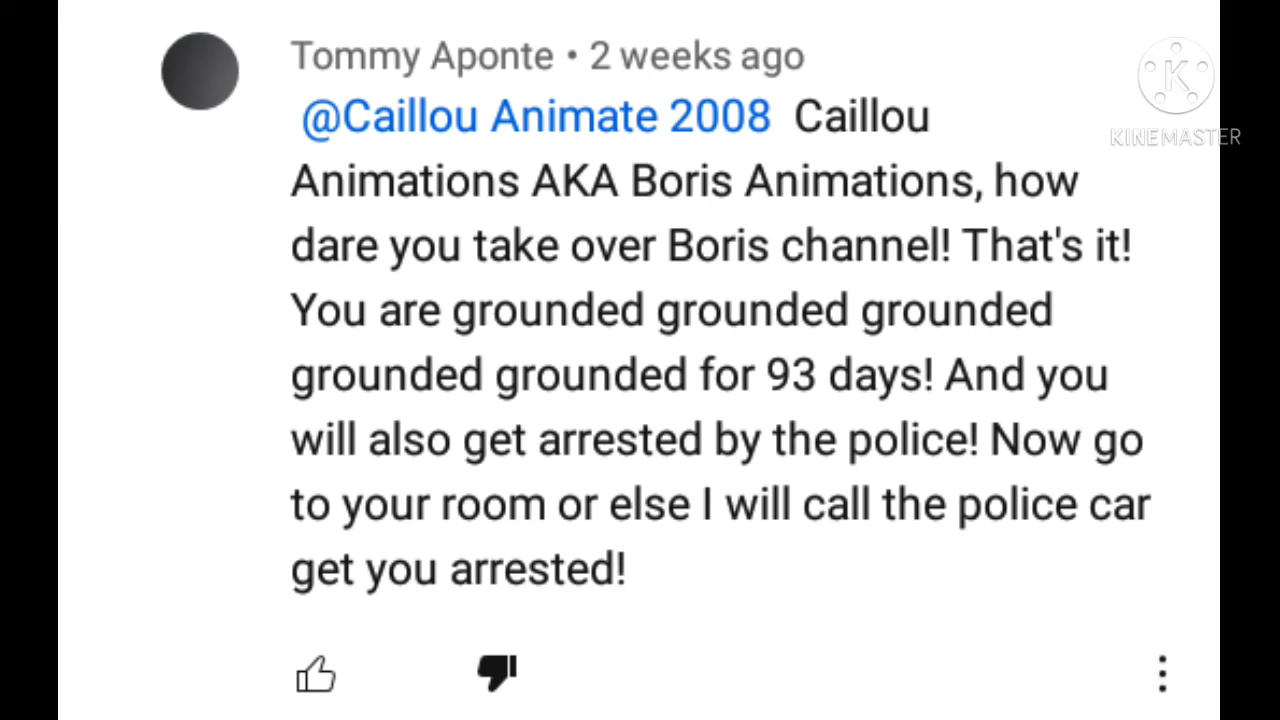 Tommy Aponte • 2 weeks ago
@Caillou Animate 2008 Caillou
Animations AKA Boris Animations, how
dare you take over Boris channel! That's it!
You are grounded grounded grounded
grounded grounded for 93 days! And you
will also get arrested by the police! Now go
to your room or else I will call the police car
get you arrested!
K
KINEMASTER